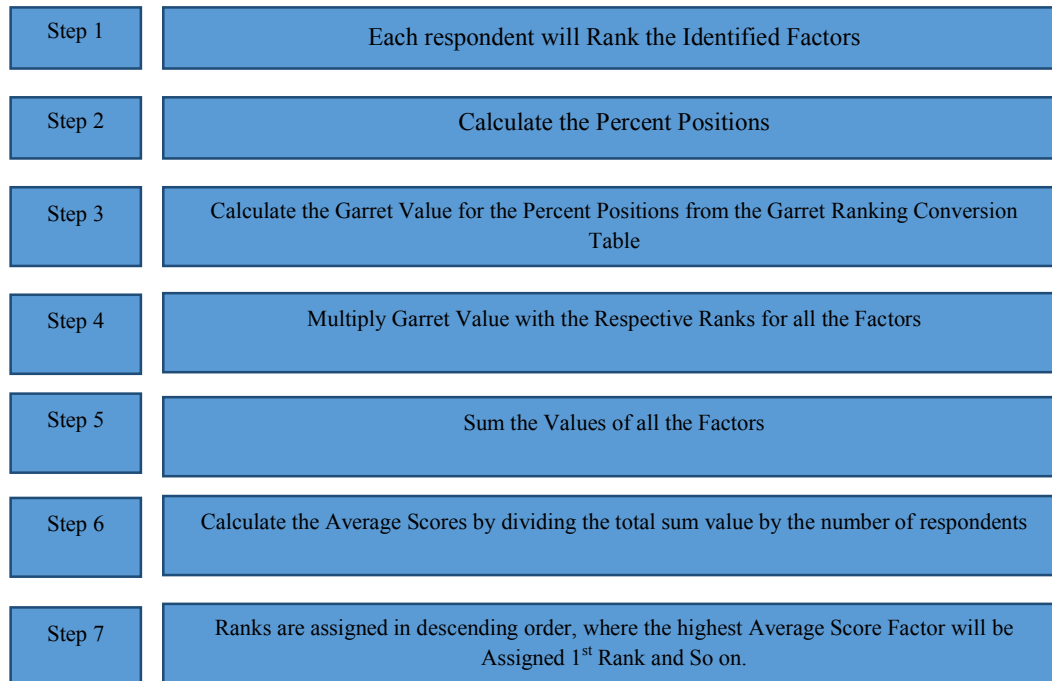 Step 1
Each respondent will Rank the Identified Factors
Step 2
Calculate the Percent Positions
Step 3
Calculate the Garret Value for the Percent Positions from the Garret Ranking Conversion
Table
Step 4
Multiply Garret Value with the Respective Ranks for all the Factors
Step 5
Sum the Values of all the Factors
Step 6
Calculate the Average Scores by dividing the total sum value by the number of respondents
Step 7
Ranks are assigned in descending order, where the highest Average Score Factor will be
Assigned 1st Rank and So on.